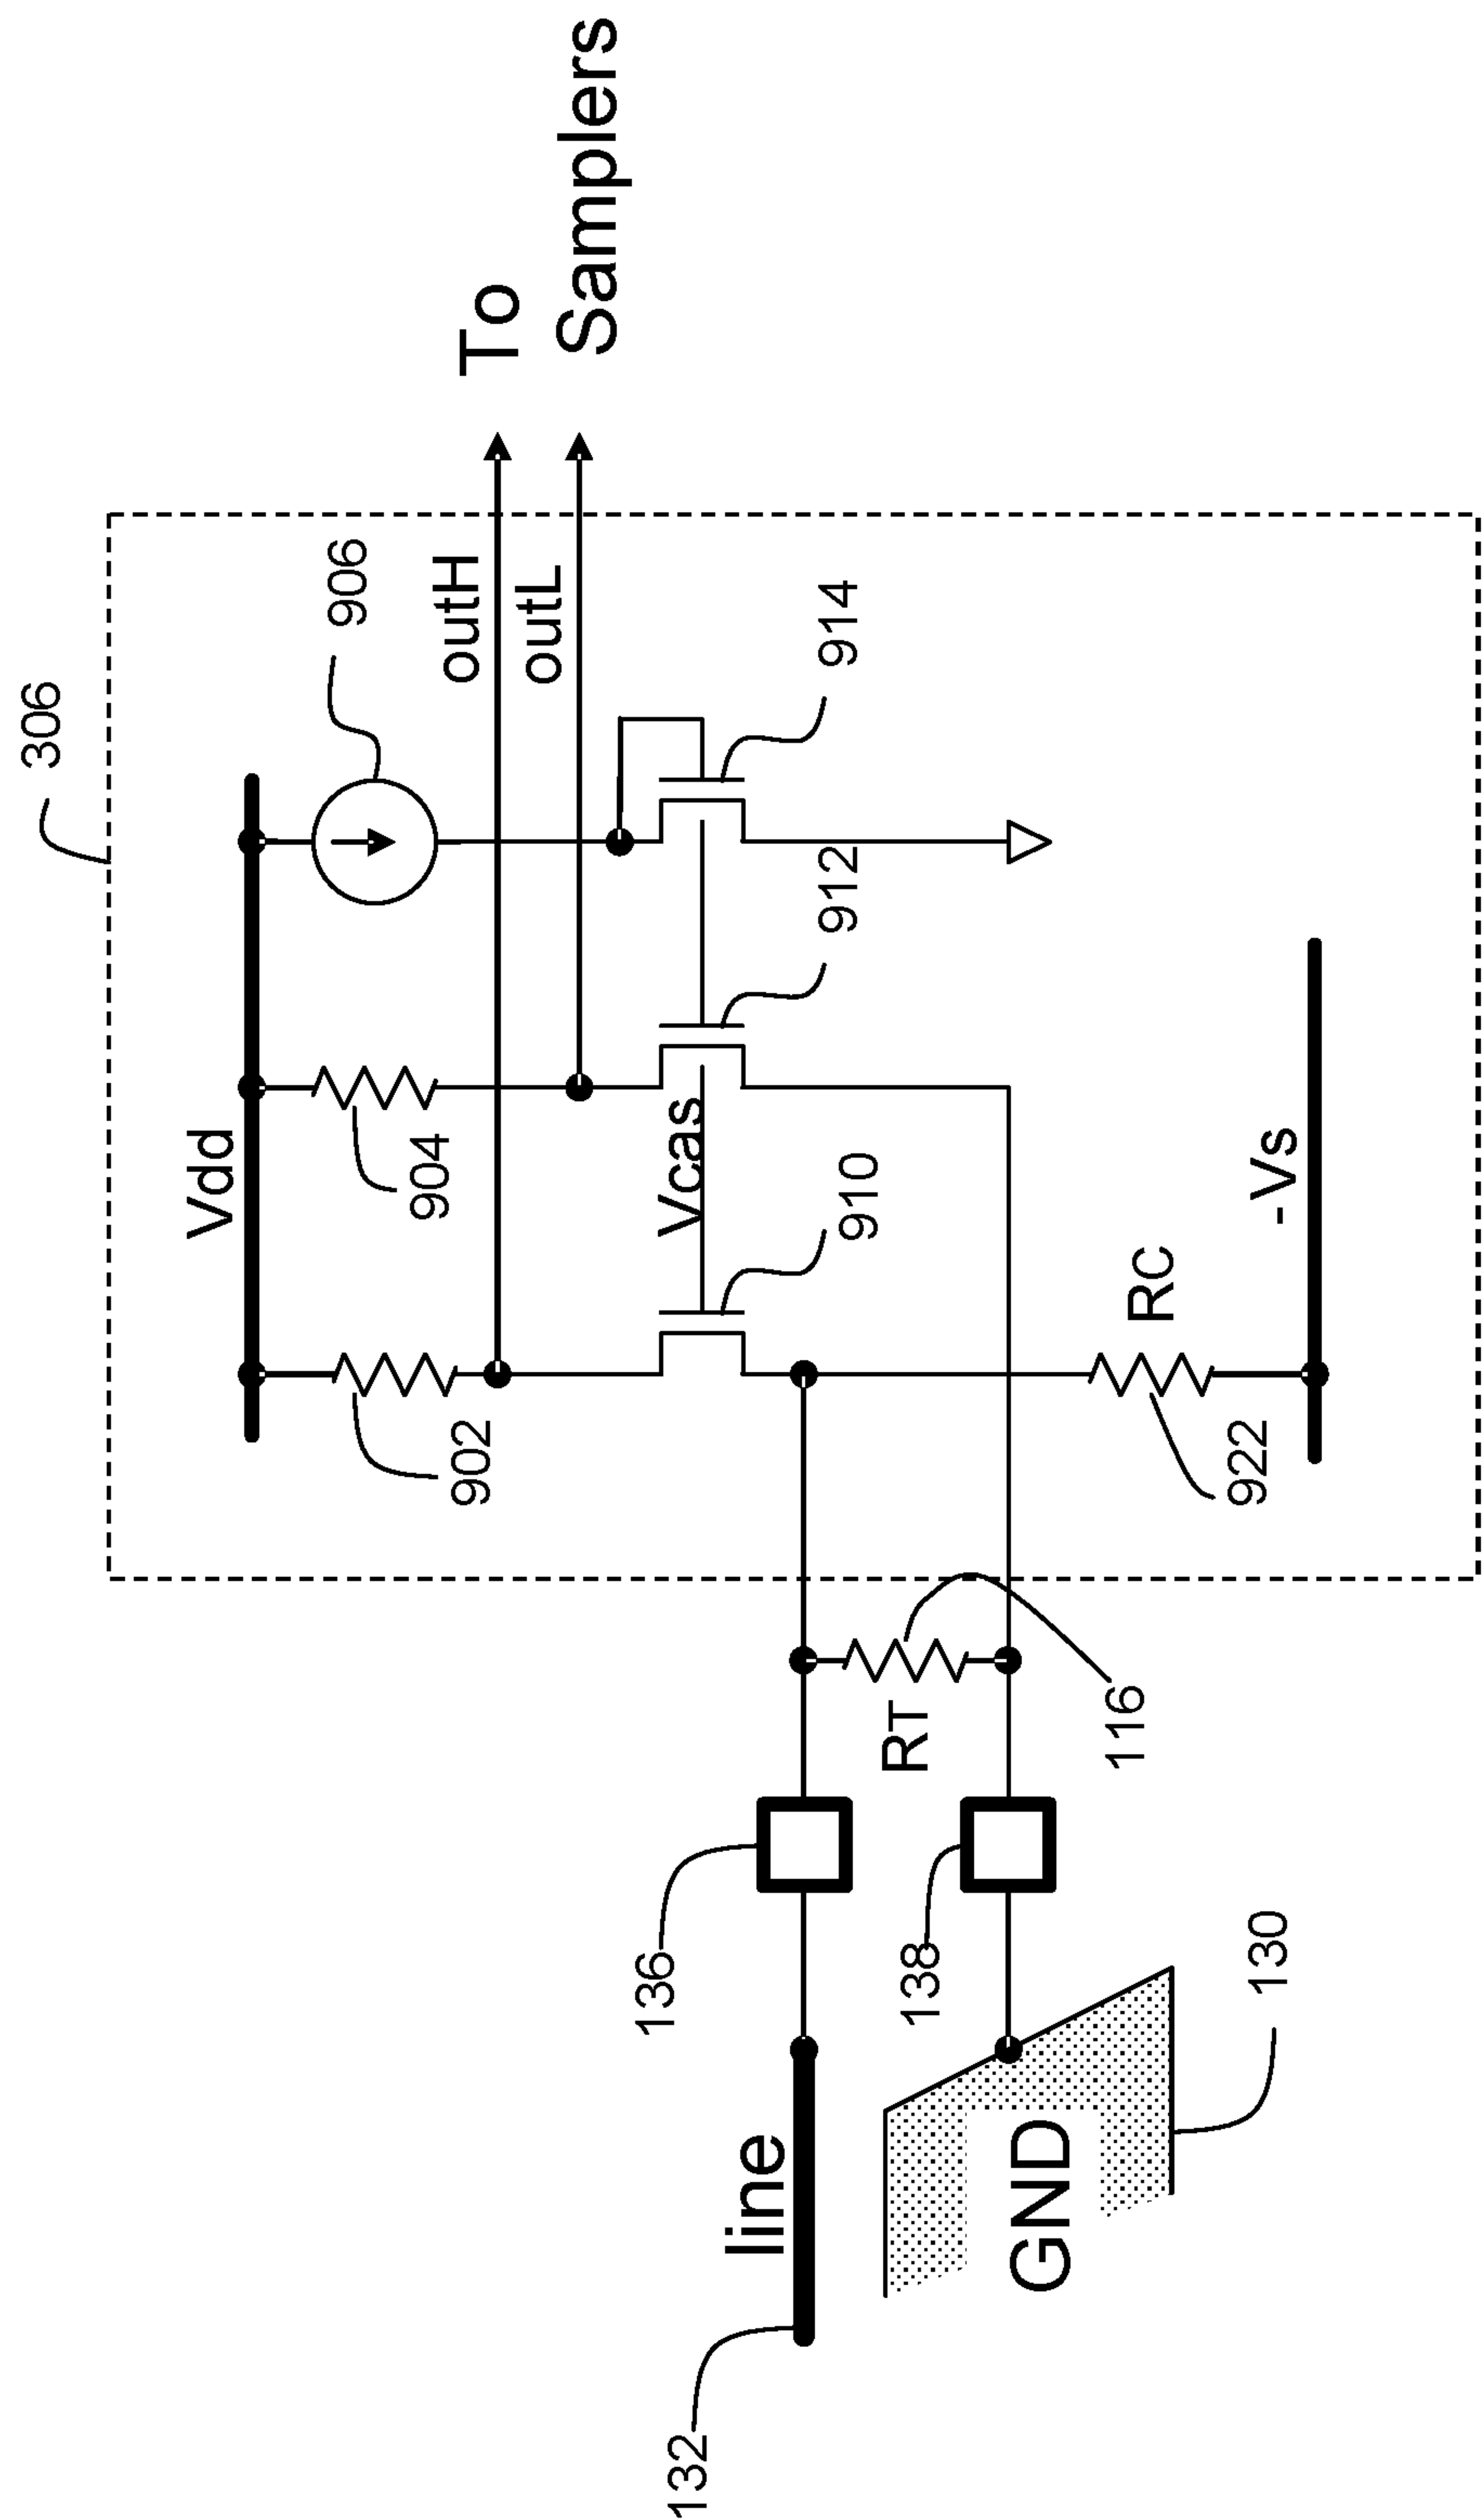 306
Vdd
906
To
Samplers
outH
outL
904
902
Vcas
914
912
910
RC
922
-Vs
line
132
136
RT
116
138
GND
130